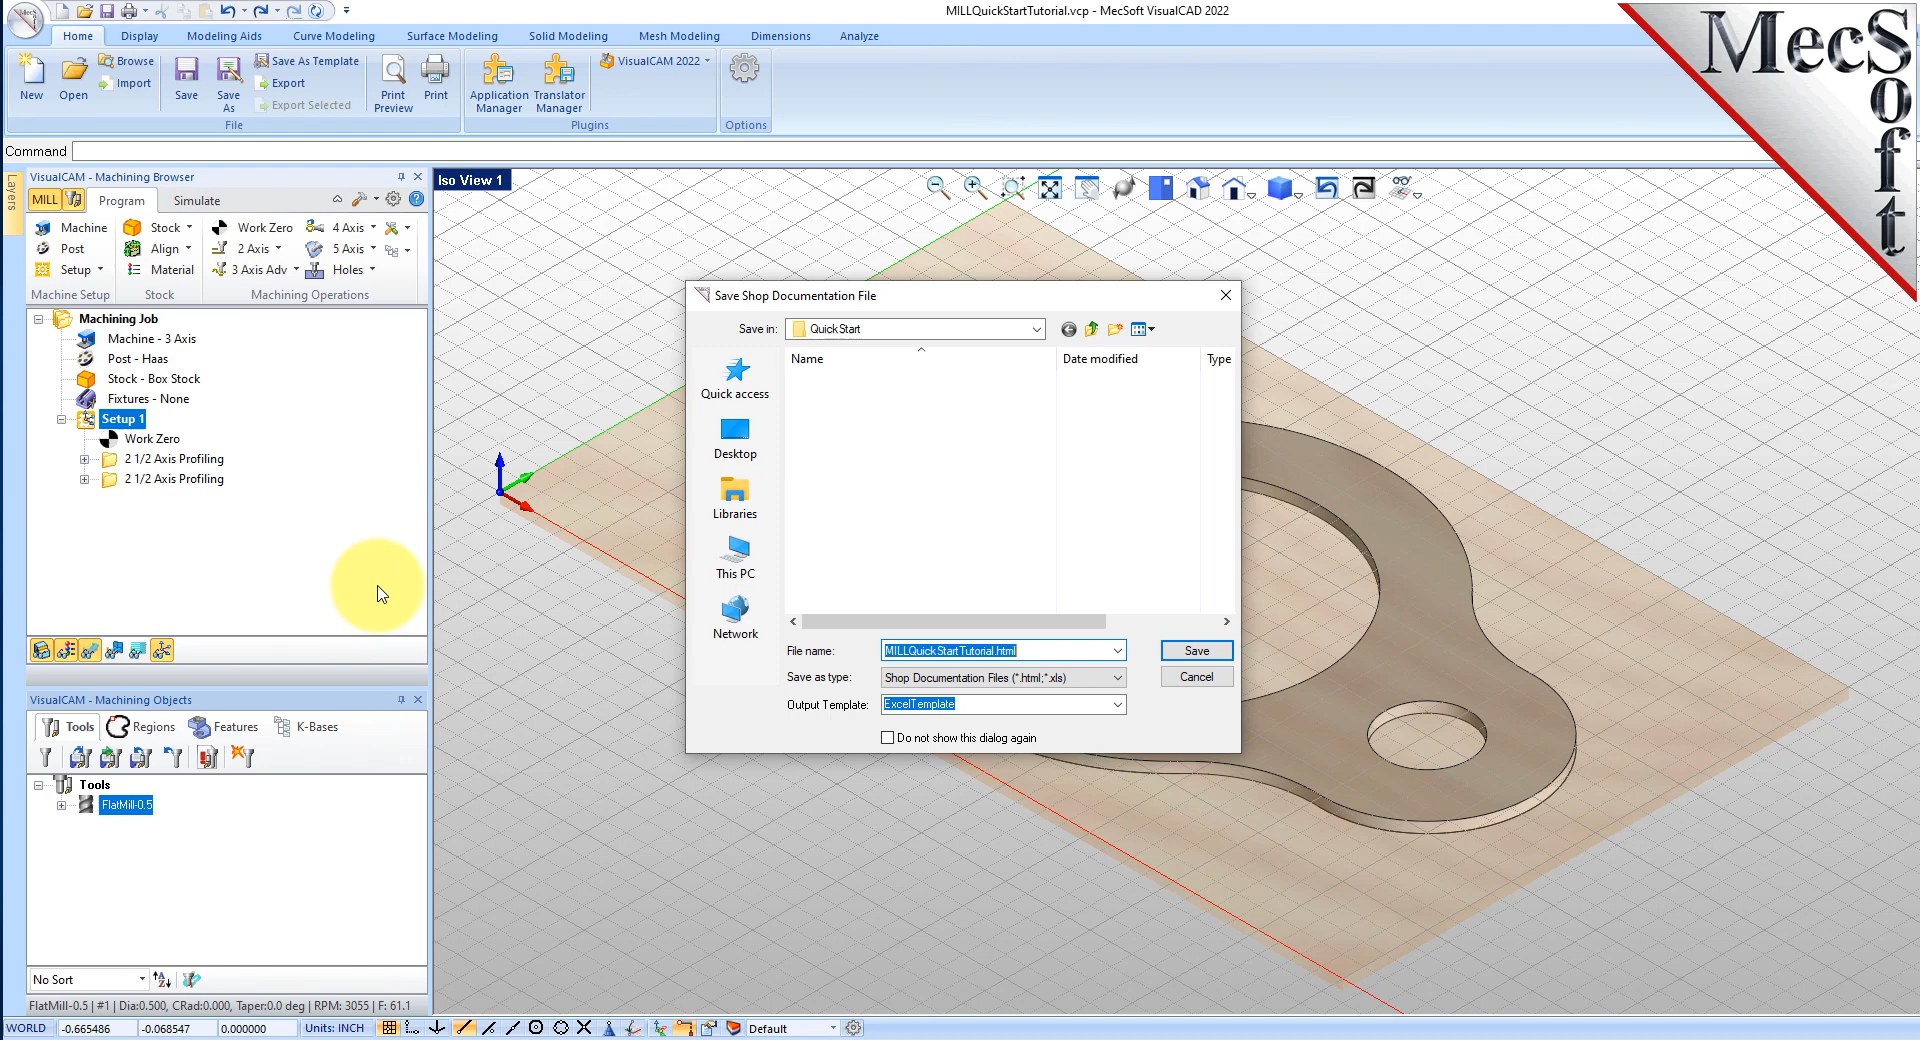 MILLQuickStartTutorial.vcp - MecSoft VisualCAD 2022
MecSoft
Home Display Modeling Aids Curve Modeling Surface Modeling Solid Modeling Mesh Modeling Dimensions Analyze
New
Open
Browse
Import
Save
Save As
Save As Template
Export
Export Selected
Print Preview
Print
Application Manager
Translator Manager
VisualCAM 2022
File
Plugins
Options
Command
Layers
VisualCAM - Machining Browser
MILL Program Simulate
Machine Stock Work Zero 4 Axis
Post Align 2 Axis 5 Axis
Setup Material 3 Axis Adv Holes
Machine Setup Stock Machining Operations
Machining Job
Machine - 3 Axis
Post - Haas
Stock - Box Stock
Fixtures - None
Setup 1
Work Zero
2 1/2 Axis Profiling
2 1/2 Axis Profiling
Iso View 1
Save Shop Documentation File
Save in: QuickStart
Name Date modified Type
Quick access
Desktop
Libraries
This PC
Network
File name: MILLQuickStartTutorial.html Save
Save as type: Shop Documentation Files (*.html;*.xls) Cancel
Output Template: ExcelTemplate
Do not show this dialog again
VisualCAM - Machining Objects
Tools Regions Features K-Bases
Tools
FlatMill-0.5
No Sort
FlatMill-0.5 | #1 | Dia:0.500, CRad:0.000, Taper:0.0 deg | RPM: 3055 | F: 61.1
WORLD -0.665486 -0.068547 0.000000 Units: INCH Default